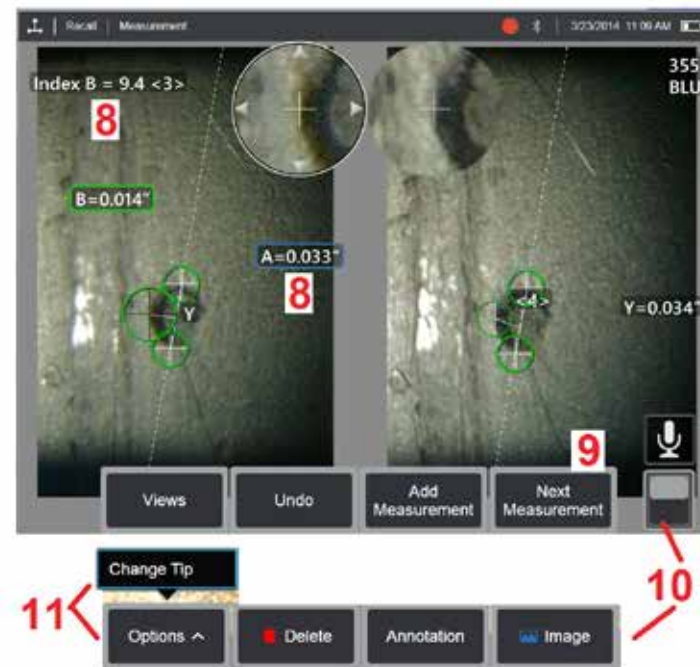 Recall | Measurement
3/23/2014 11:09 AM
Index B = 9.4 <3>
8
355
BLU
B=0.014"
A=0.033"
8
Y
<4>
Y=0.034"
9
Views
Undo
Add
Measurement
Next
Measurement
10
Change Tip
11
Options
Delete
Annotation
Image